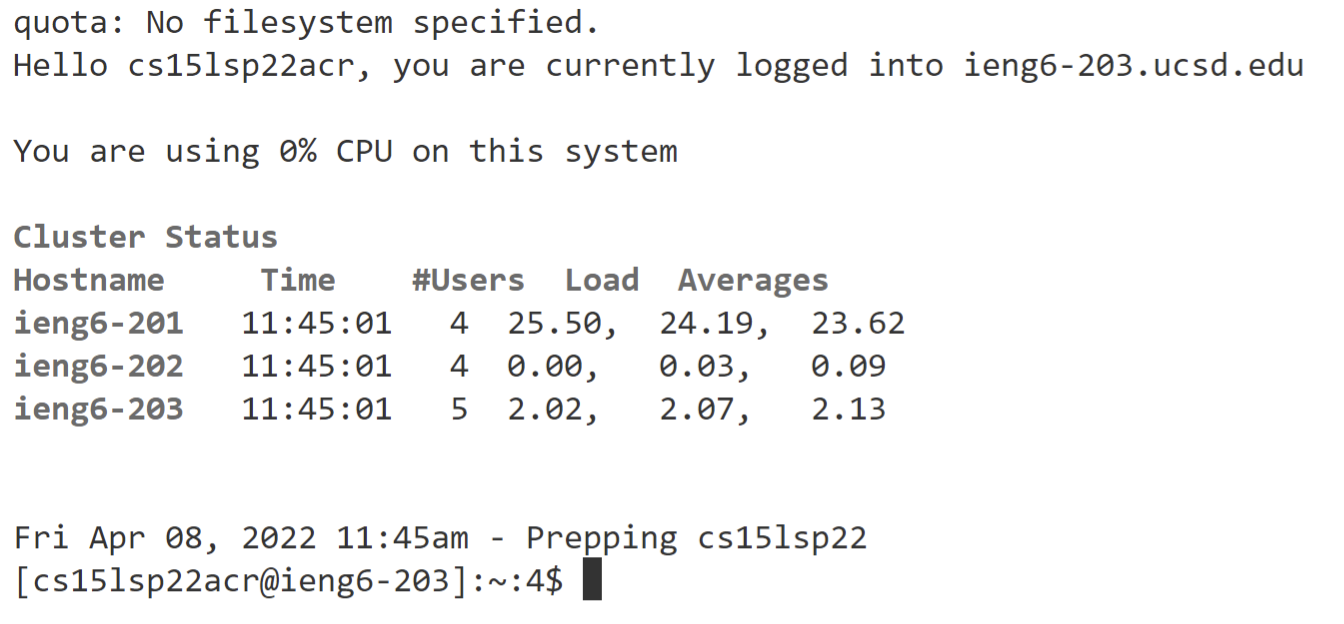 quota: No filesystem specified.
Hello cs15lsp22acr, you are currently logged into ieng6-203.ucsd.edu
You are using 0% CPU on this system
Cluster Status
Hostname     Time    #Users  Load  Averages
ieng6-201   11:45:01   4  25.50,  24.19,  23.62
ieng6-202   11:45:01   4  0.00,   0.03,   0.09
ieng6-203   11:45:01   5  2.02,   2.07,   2.13
Fri Apr 08, 2022 11:45am - Prepping cs15lsp22
[cs15lsp22acr@ieng6-203]:~:4$